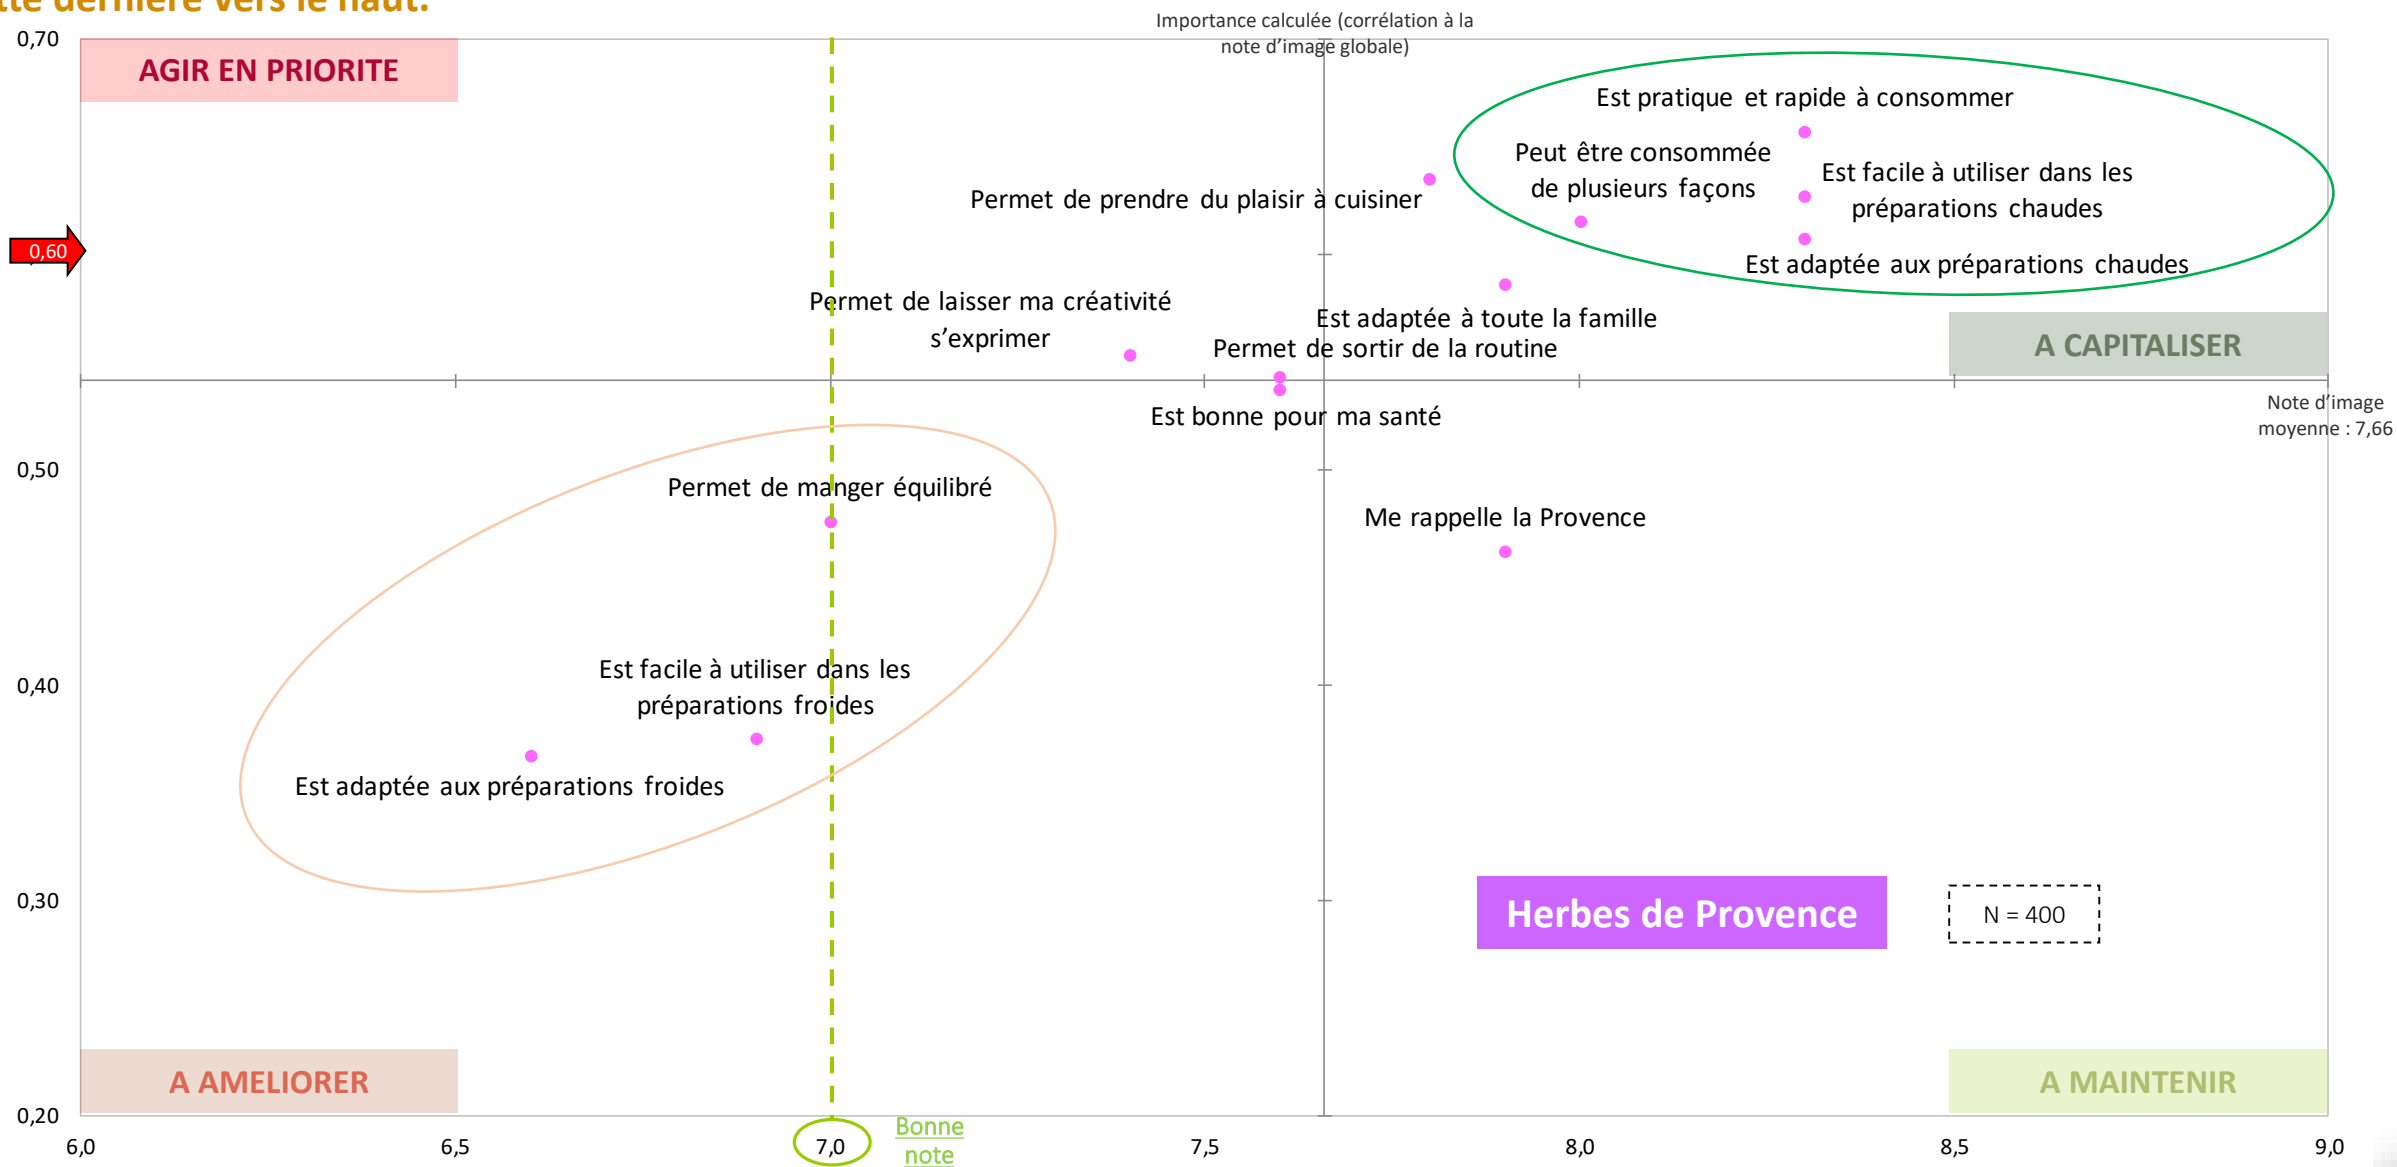 dernière vers le haut.
Importance calculée (corrélation à la
note d'image globale)
0,70
AGIR EN PRIORITE
Est pratique et rapide à consommer
Peut être consommée
de plusieurs façons
Est facile à utiliser dans les
préparations chaudes
Permet de prendre du plaisir à cuisiner
0,60
Est adaptée aux préparations chaudes
Permet de laisser ma créativité
s'exprimer
Est adaptée à toute la famille
Permet de sortir de la routine
A CAPITALISER
Est bonne pour ma santé
Note d'image
moyenne : 7,66
0,50
Permet de manger équilibré
Me rappelle la Provence
0,40
Est facile à utiliser dans les
préparations froides
Est adaptée aux préparations froides
0,30
Herbes de Provence
N = 400
A AMELIORER
A MAINTENIR
0,20
6,0
6,5
7,0
Bonne
note
7,5
8,0
8,5
9,0